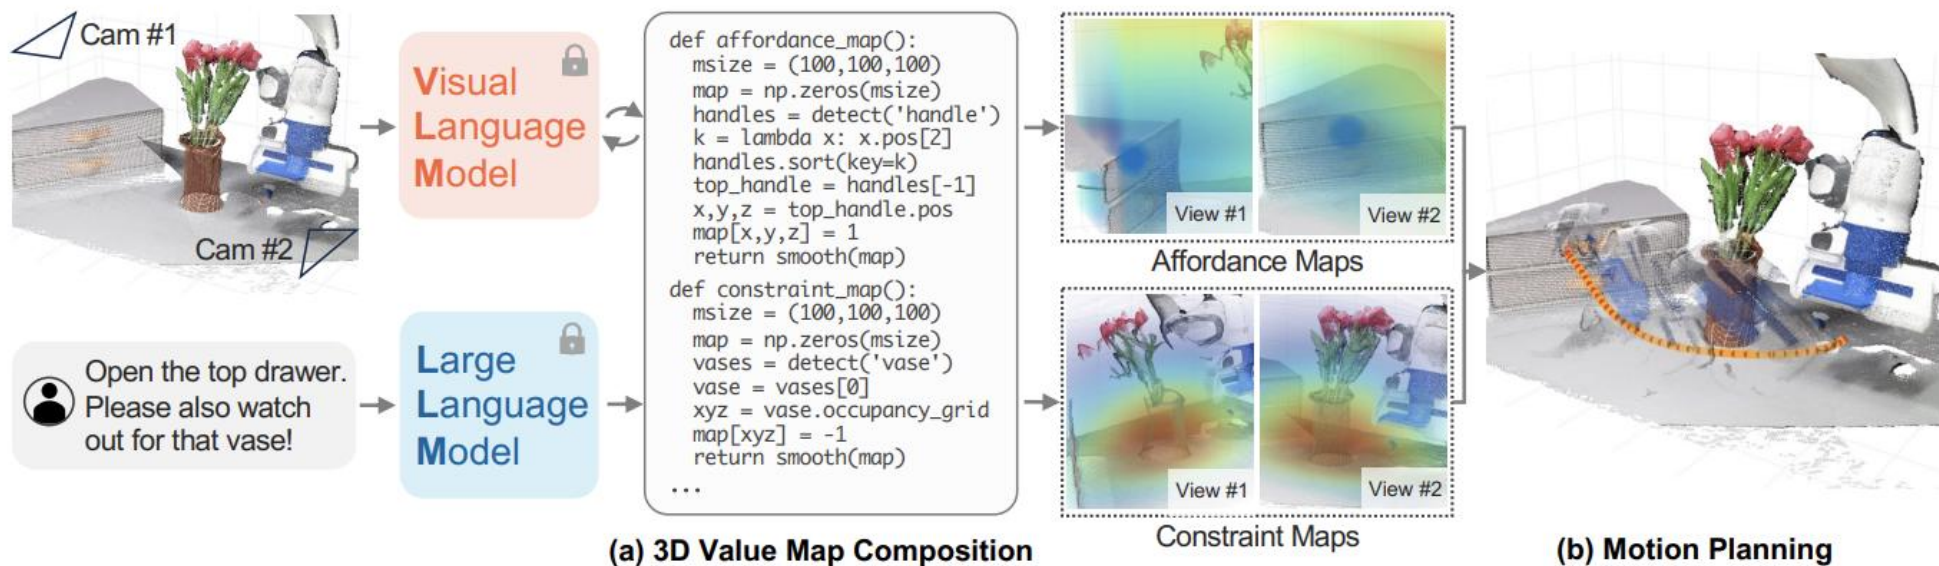 Cam #1
Cam #2
Open the top drawer.
Please also watch
out for that vase!
Visual
Language
Model
Large
Language
Model
def affordance_map():
  msize = (100,100,100)
  map = np.zeros(msize)
  handles = detect('handle')
  k = lambda x: x.pos[2]
  handles.sort(key=k)
  top_handle = handles[-1]
  x,y,z = top_handle.pos
  map[x,y,z] = 1
  return smooth(map)
def constraint_map():
  msize = (100,100,100)
  map = np.zeros(msize)
  vases = detect('vase')
  vase = vases[0]
  xyz = vase.occupancy_grid
  map[xyz] = -1
  return smooth(map)
...
View #1
View #2
Affordance Maps
View #1
View #2
Constraint Maps
(a) 3D Value Map Composition
(b) Motion Planning